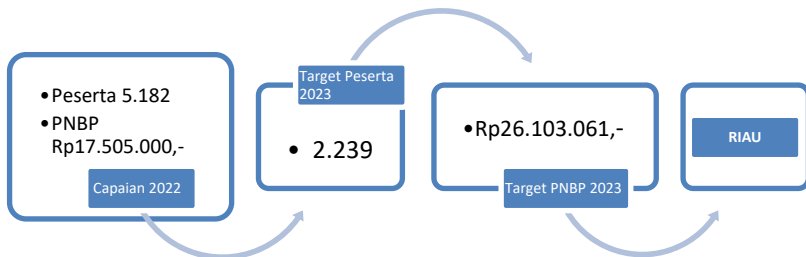 •Peserta 5.182
•PNBP
Rp17.505.000,-
Capaian 2022
Target Peserta
2023
• 2.239
•Rp26.103.061,-
Target PNBP 2023
RIAU